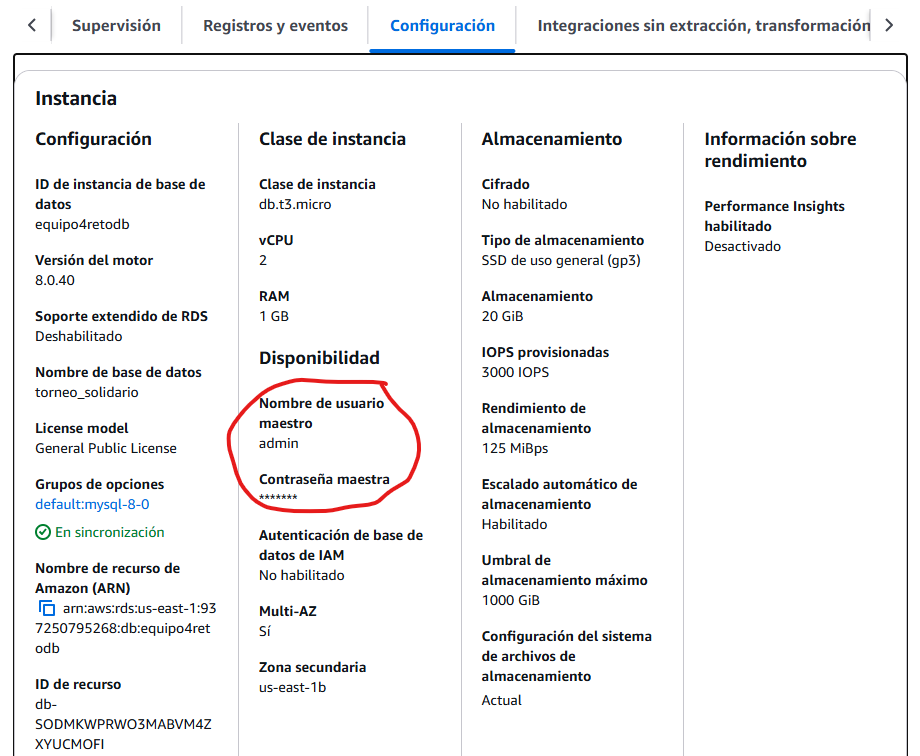 Supervisión
Registros y eventos
Configuración
Integraciones sin extracción, transformación
Instancia
Configuración
ID de instancia de base de
datos
equipo4retodb
Versión del motor
8.0.40
Soporte extendido de RDS
Deshabilitado
Nombre de base de datos
torneo_solidario
License model
General Public License
Grupos de opciones
default:mysql-8-0
En sincronización
Nombre de recurso de
Amazon (ARN)
arn:aws:rds:us-east-1:93
7250795268:db:equipo4ret
odb
ID de recurso
db-
SODMKWPRWO3MABVM4Z
XYUCMOFI
Clase de instancia
Clase de instancia
db.t3.micro
vCPU
2
RAM
1 GB
Disponibilidad
Nombre de usuario
maestro
admin
Contraseña maestra
*******
Autenticación de base de
datos de IAM
No habilitado
Multi-AZ
Sí
Zona secundaria
us-east-1b
Almacenamiento
Cifrado
No habilitado
Tipo de almacenamiento
SSD de uso general (gp3)
Almacenamiento
20 GiB
IOPS provisionadas
3000 IOPS
Rendimiento de
almacenamiento
125 MiBps
Escalado automático de
almacenamiento
Habilitado
Umbral de
almacenamiento máximo
1000 GiB
Configuración del sistema
de archivos de
almacenamiento
Actual
Información sobre
rendimiento
Performance Insights
habilitado
Desactivado